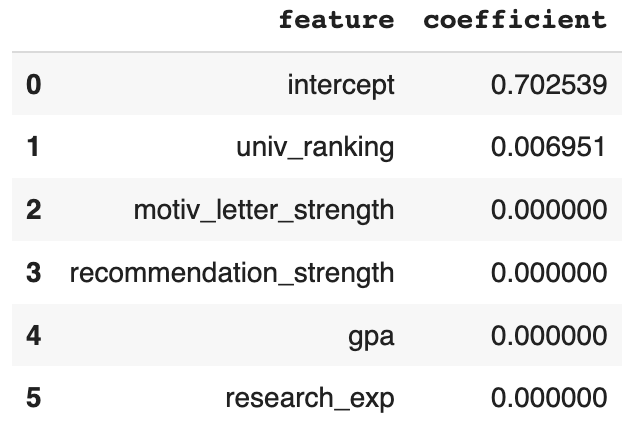 feature coefficient
0 intercept 0.702539
1 univ_ranking 0.006951
2 motiv_letter_strength 0.000000
3 recommendation_strength 0.000000
4 gpa 0.000000
5 research_exp 0.000000